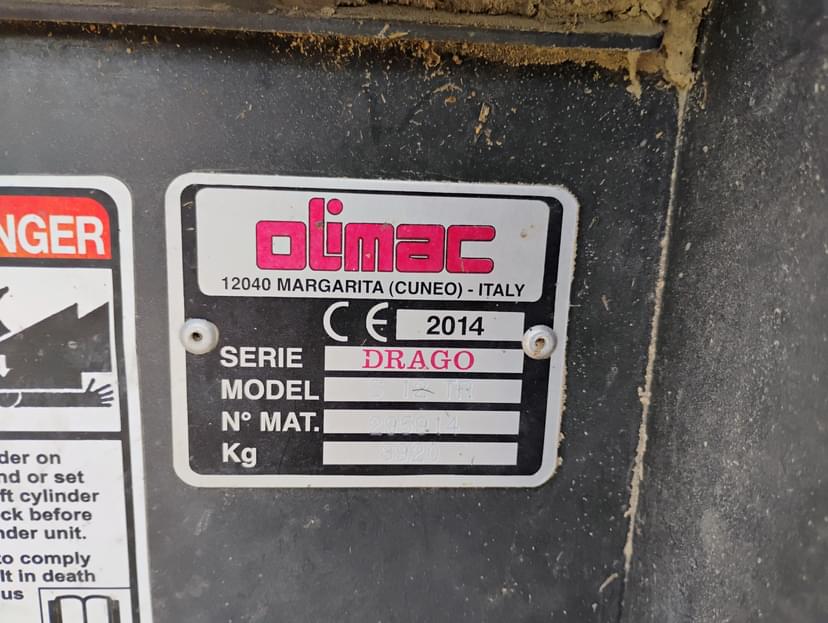 NGER
der on
nd or set
ft cylinder
ck before
nder unit.
to comply
lt in death
us
olimac
12040 MARGARITA (CUNEO) - ITALY
CE 2014
SERIE DRAGO
MODEL
N° MAT.
Kg